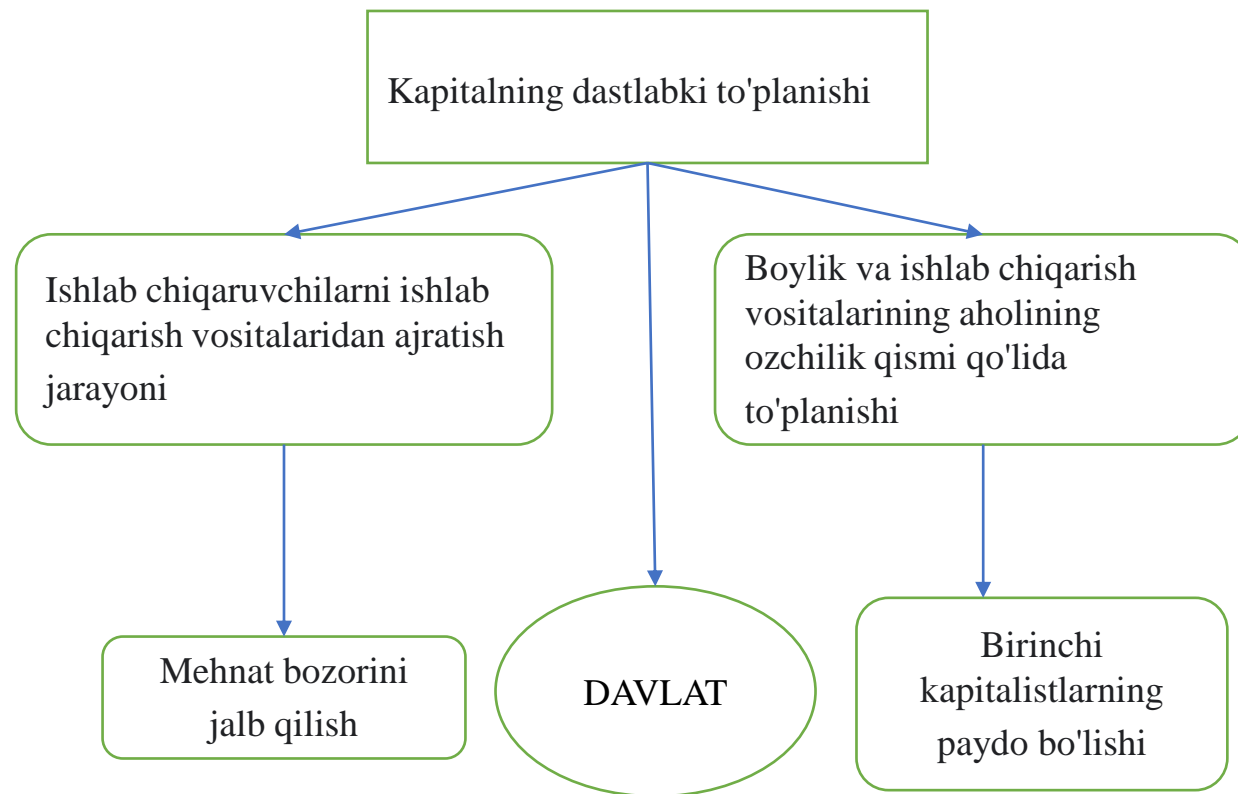 Kapitalning dastlabki to'planishi
Ishlab chiqaruvchilarni ishlab
chiqarish vositalaridan ajratish
jarayoni
Boylik va ishlab chiqarish
vositalarining aholining
ozchilik qismi qo'lida
to'planishi
Mehnat bozorini
jalb qilish
DAVLAT
Birinchi
kapitalistlarning
paydo bo'lishi